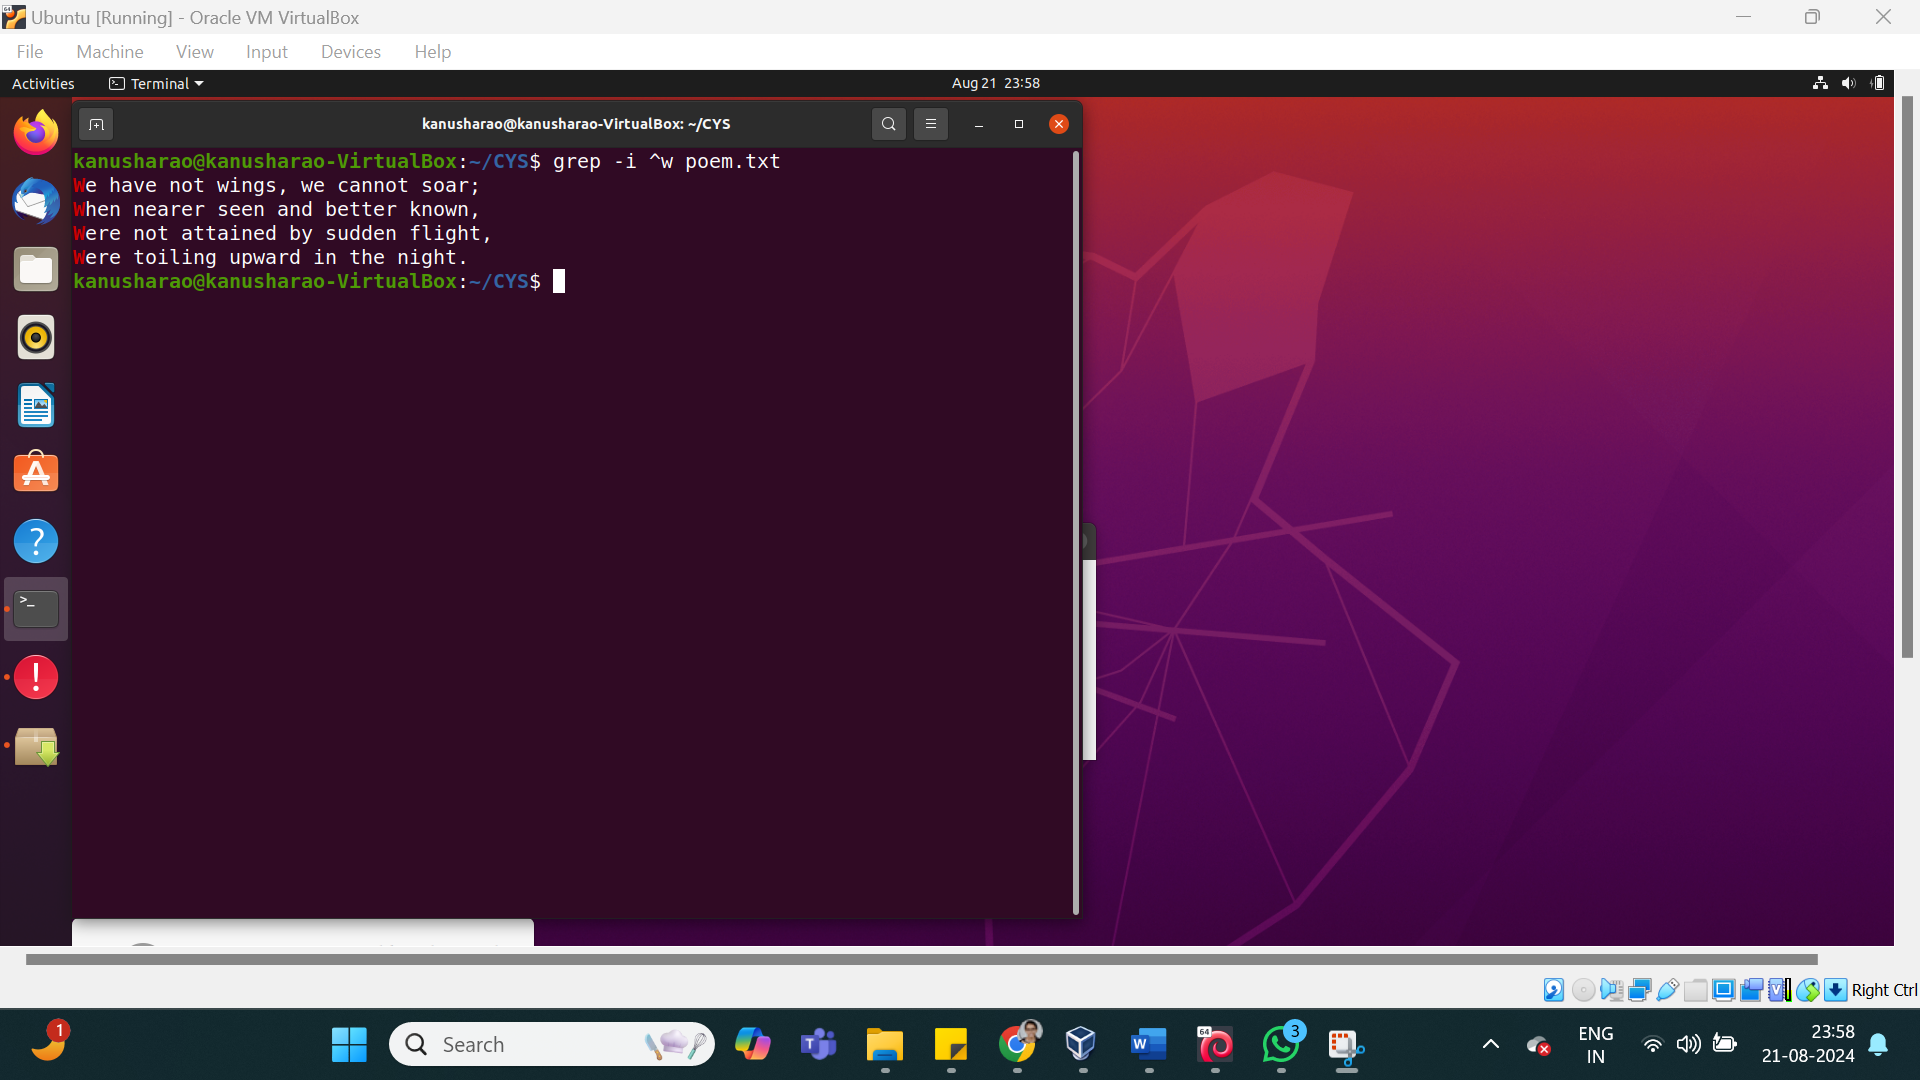 Ubuntu [Running] - Oracle VM VirtualBox
File Machine View Input Devices Help
Activities Terminal Aug 21 23:58
kanusharao@kanusharao-VirtualBox: ~/CYS
kanusharao@kanusharao-VirtualBox:~/CYS$ grep -i ^w poem.txt
We have not wings, we cannot soar;
When nearer seen and better known,
Were not attained by sudden flight,
Were toiling upward in the night.
kanusharao@kanusharao-VirtualBox:~/CYS$
Right Ctrl
1
Search
64
3
ENG
IN
23:58
21-08-2024